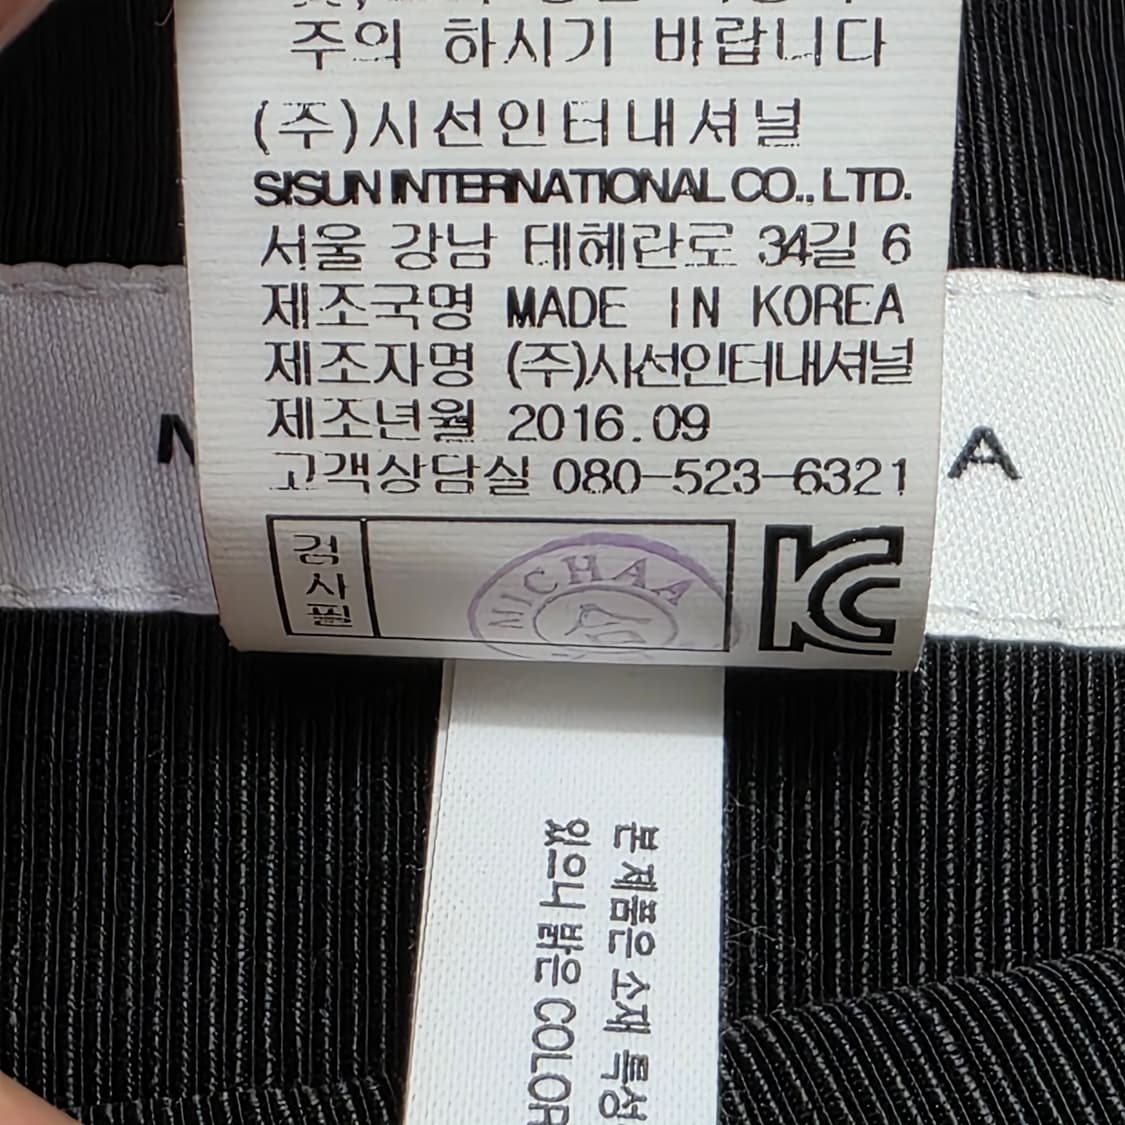 주의 하시기 바랍니다
(주)시선인터내셔널
SISUN INTERNATIONAL CO., LTD.
서울 강남 테헤란로 34길 6
제조국명 MADE IN KOREA
제조자명 (주)시선인터내셔널
제조년월 2016.09
고객상담실 080-523-6321
검사필
MICHAA
KC
A
본 제품은 소재 특성
있으니 밝은 COLOR